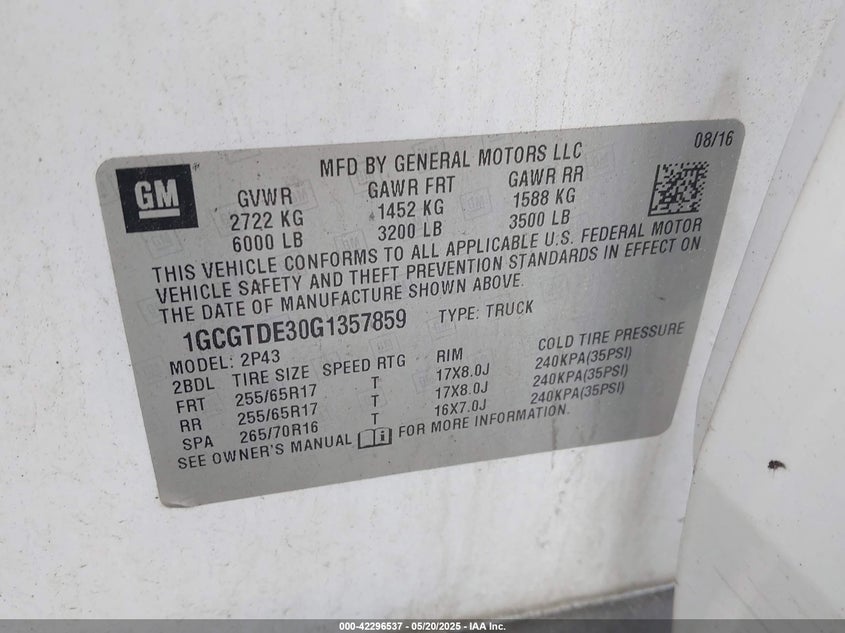 GM
MFD BY GENERAL MOTORS LLC
08/16
GVWR GAWR FRT GAWR RR
2722 KG 1452 KG 1588 KG
6000 LB 3200 LB 3500 LB
THIS VEHICLE CONFORMS TO ALL APPLICABLE U.S. FEDERAL MOTOR
VEHICLE SAFETY AND THEFT PREVENTION STANDARDS IN EFFECT ON
THE DATE OF MANUFACTURE SHOWN ABOVE.
1GCGTDE30G1357859 TYPE: TRUCK
MODEL: 2P43
2BDL TIRE SIZE SPEED RTG RIM COLD TIRE PRESSURE
FRT 255/65R17 T 17X8.0J 240KPA(35PSI)
RR 255/65R17 T 17X8.0J 240KPA(35PSI)
SPA 265/70R16 T 16X7.0J 240KPA(35PSI)
SEE OWNER'S MANUAL i FOR MORE INFORMATION.
000-42296537 - 05/20/2025 - IAA Inc.